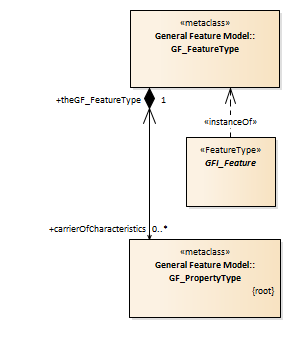 «metaclass»
General Feature Model::
GF_FeatureType
+theGF_FeatureType 1
«instanceOf»
«FeatureType»
GFI_Feature
+carrierOfCharacteristics 0..*
«metaclass»
General Feature Model::
GF_PropertyType
{root}